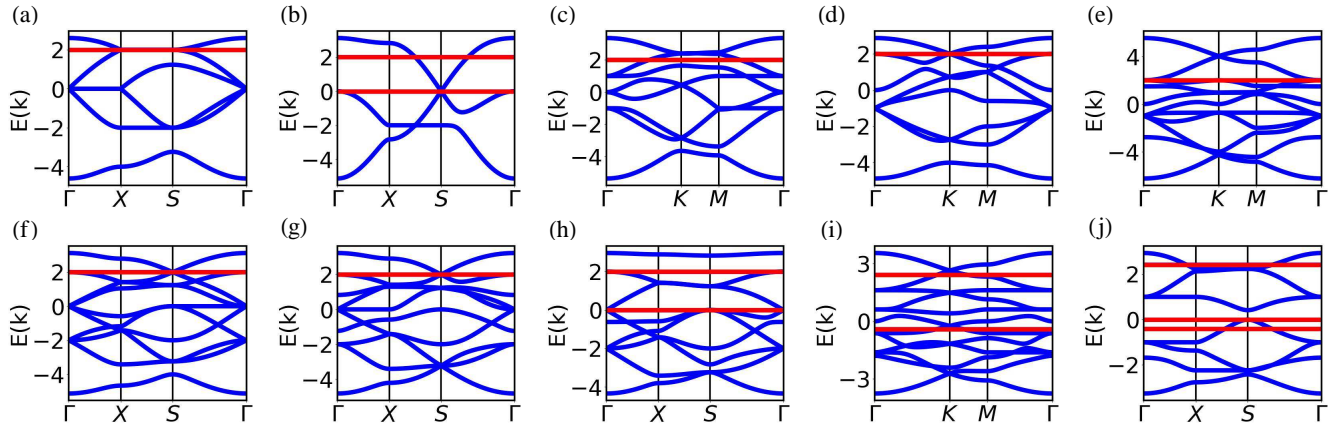 (a) (b) (c) (d) (e)
E(k) 2 0 −2 −4 Γ X S Γ
E(k) 2 0 −2 −4 Γ X S Γ
E(k) 2 0 −2 −4 Γ K M Γ
E(k) 2 0 −2 −4 Γ K M Γ
E(k) 4 2 0 −4 Γ K M Γ
(f) (g) (h) (i) (j)
E(k) 2 0 −2 −4 Γ X S Γ
E(k) 2 0 −2 −4 Γ X S Γ
E(k) 2 0 −2 −4 Γ X S Γ
E(k) 3 0 −3 Γ K M Γ
E(k) 2 0 −2 Γ X S Γ